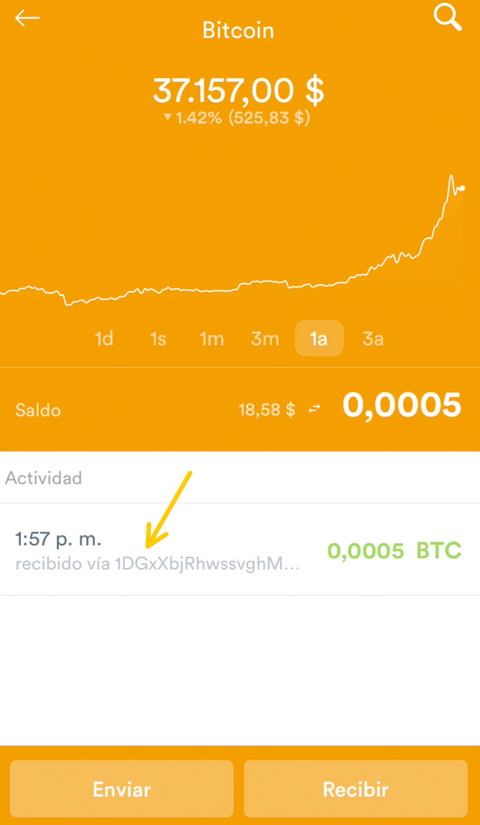 Bitcoin
37.157,00 $
▼1.42% (525,83 $)
1d 1s 1m 3m 1a 3a
Saldo 18,58 $ 0,0005
Actividad
1:57 p. m.
recibido vía 1DGxXbjRhwssvghM...
0,0005 BTC
Enviar Recibir